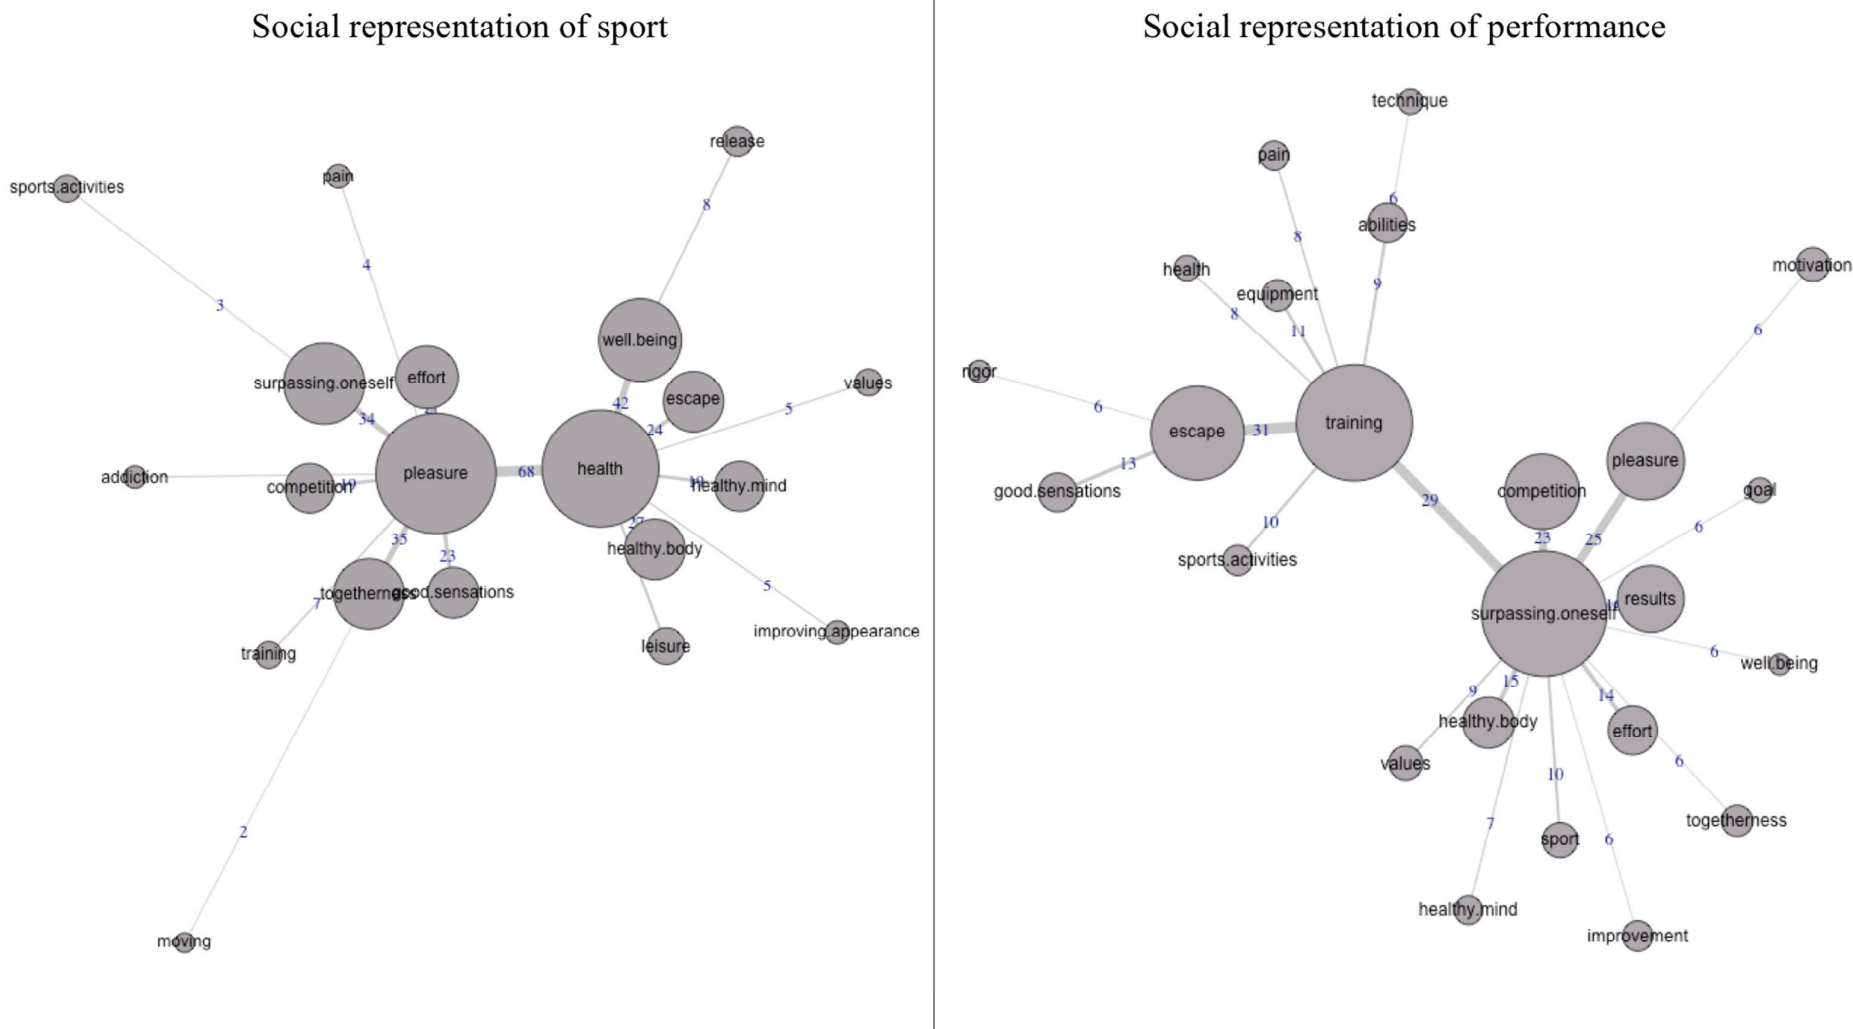 Social representation of sport
release
pain
sports.activities
8
4
3
well.being
effort
surpassing.oneself
values
escape
42
5
34
24
68
pleasure
health
addiction
competition
healthy.mind
27
35
23
healthy.body
5
togetherness
good.sensations
7
improving.appearance
leisure
training
2
moving
Social representation of performance
technique
pain
6
abilities
8
health
motivation
9
equipment
8
11
6
rigor
6
training
escape
31
pleasure
13
good.sensations
29
competition
goal
10
6
23
25
sports.activities
results
surpassing.oneself
6
well.being
9
15
14
healthy.body
effort
values
6
10
togetherness
7
sport
6
healthy.mind
improvement